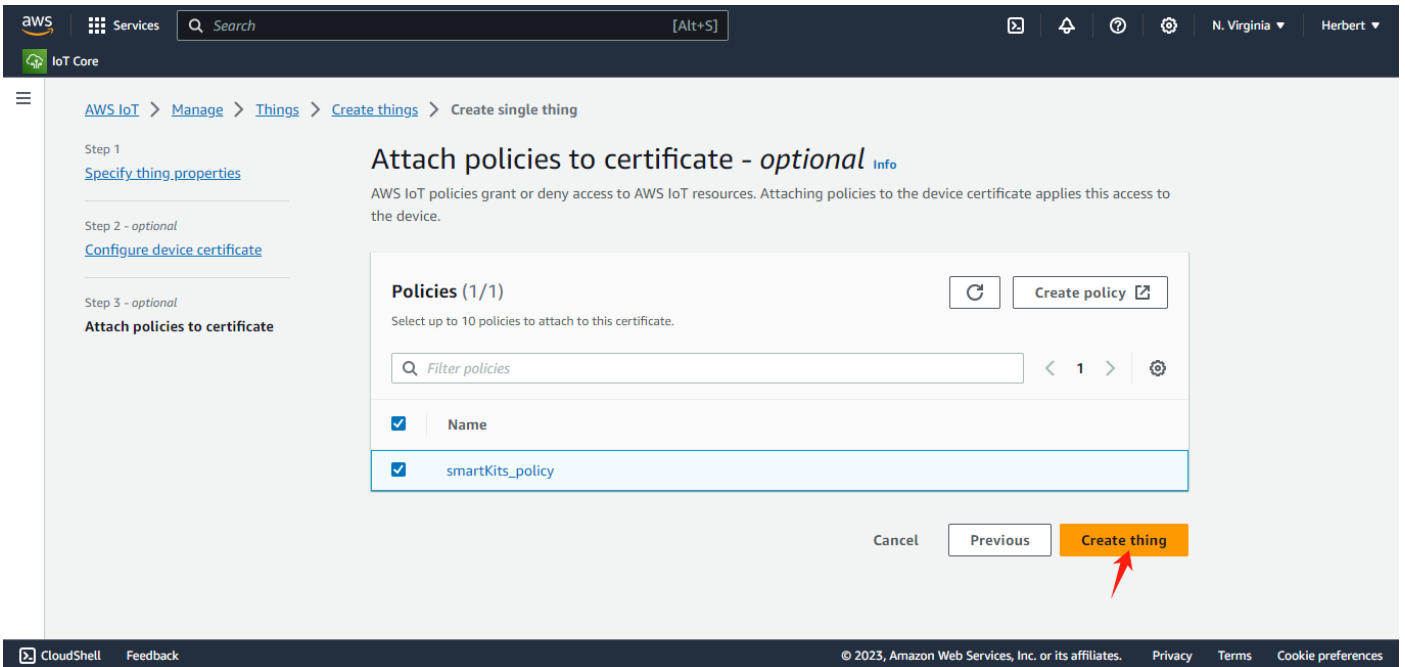 aws
Services
Search
[Alt+S]
N. Virginia
Herbert
IoT Core
AWS IoT
Manage
Things
Create things
Create single thing
Step 1
Specify thing properties
Step 2 - optional
Configure device certificate
Step 3 - optional
Attach policies to certificate
Attach policies to certificate - optional Info
AWS IoT policies grant or deny access to AWS IoT resources. Attaching policies to the device certificate applies this access to
the device.
Policies (1/1)
Create policy
Select up to 10 policies to attach to this certificate.
Filter policies
1
Name
smartKits_policy
Cancel
Previous
Create thing
CloudShell
Feedback
© 2023, Amazon Web Services, Inc. or its affiliates.
Privacy
Terms
Cookie preferences